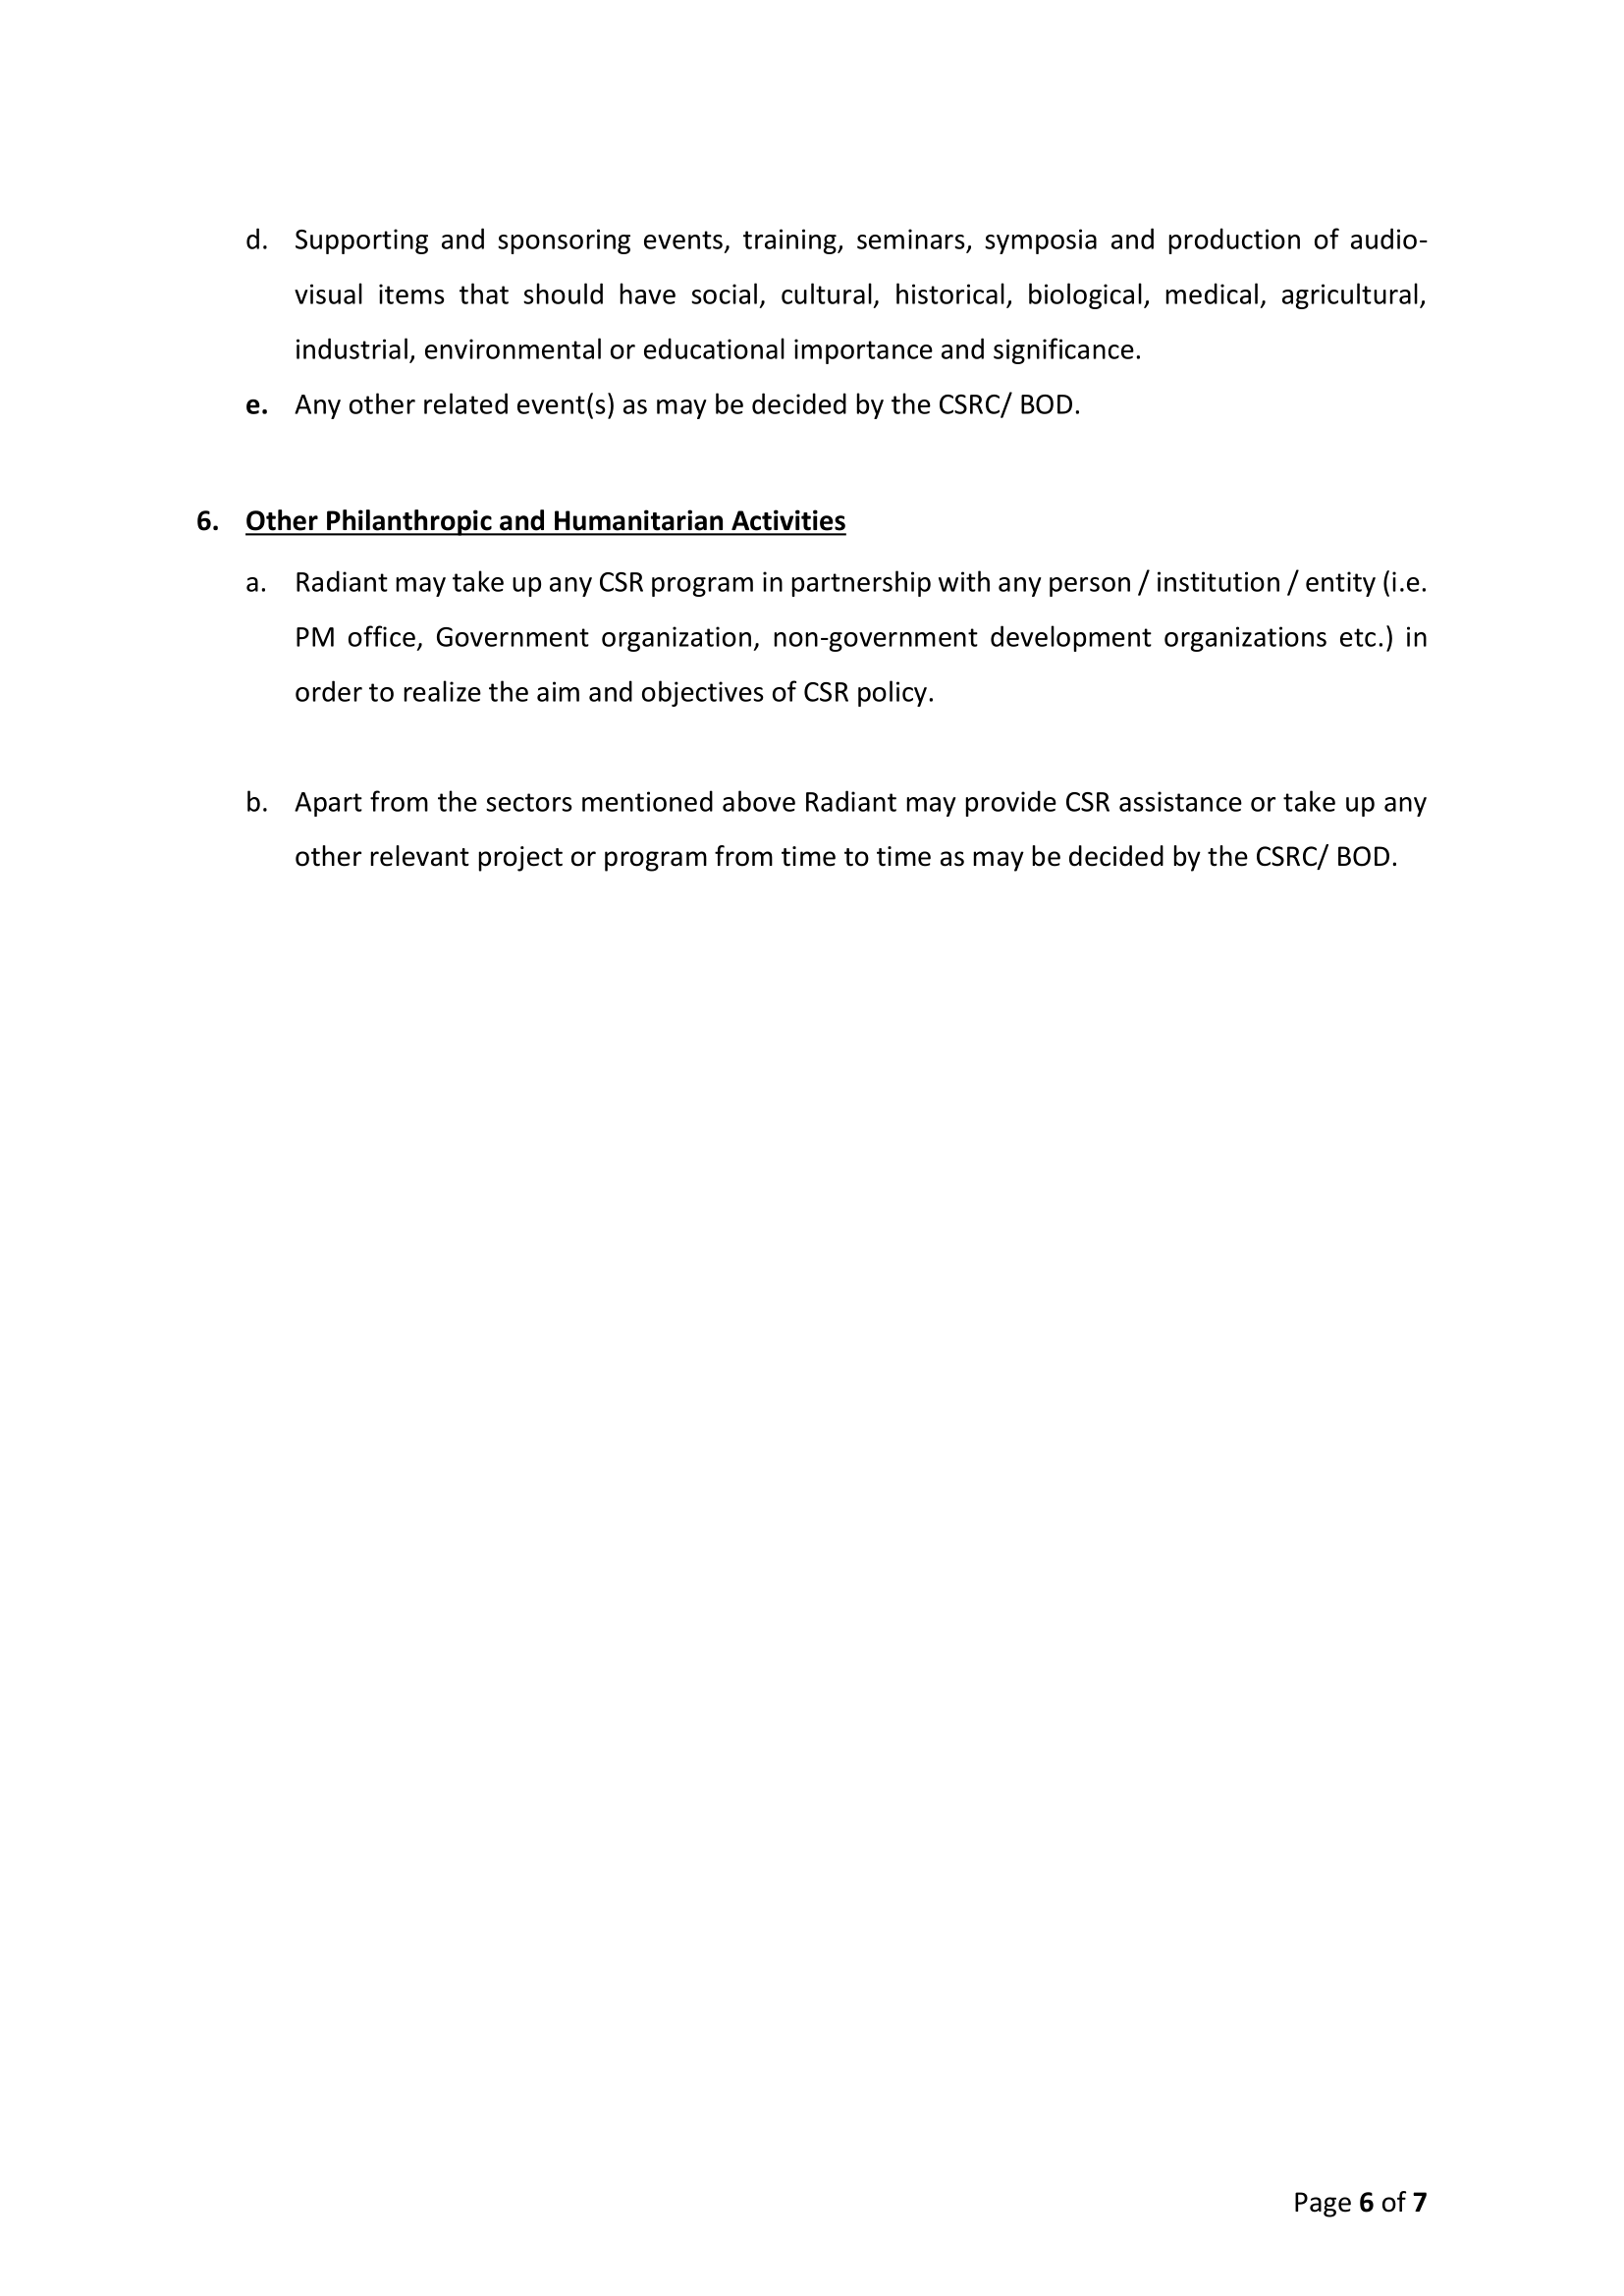 d. Supporting and sponsoring events, training, seminars, symposia and production of audio-
visual items that should have social, cultural, historical, biological, medical, agricultural,
industrial, environmental or educational importance and significance.
e. Any other related event(s) as may be decided by the CSRC/ BOD.
6. Other Philanthropic and Humanitarian Activities
a. Radiant may take up any CSR program in partnership with any person / institution / entity (i.e.
PM office, Government organization, non-government development organizations etc.) in
order to realize the aim and objectives of CSR policy.
b. Apart from the sectors mentioned above Radiant may provide CSR assistance or take up any
other relevant project or program from time to time as may be decided by the CSRC/ BOD.
Page 6 of 7